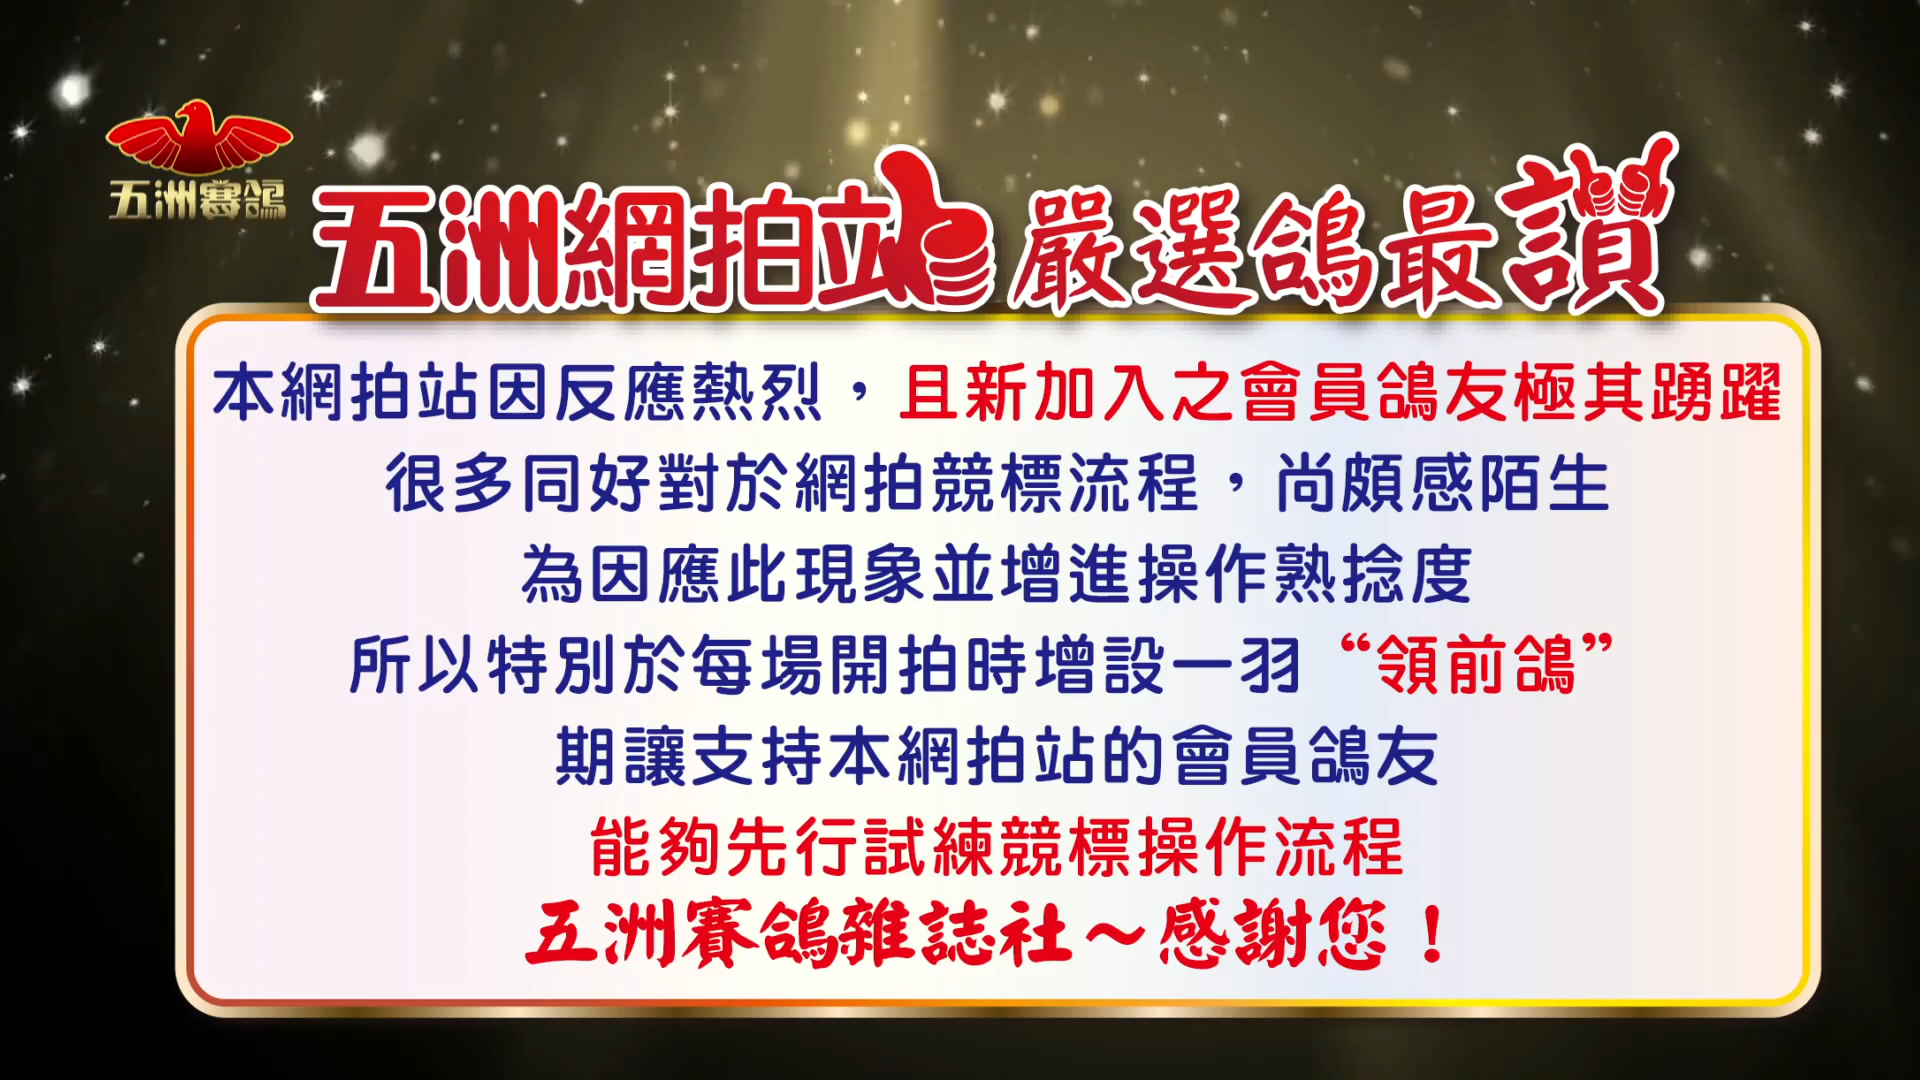 五洲賽鴿
五洲網拍站 嚴選鴿最讚
本網拍站因反應熱烈，且新加入之會員鴿友極其踴躍
很多同好對於網拍競標流程，尚頗感陌生
為因應此現象並增進操作熟捻度
所以特別於每場開拍時增設一羽“領前鴿”
期讓支持本網拍站的會員鴿友
能夠先行試練競標操作流程
五洲賽鴿雜誌社～感謝您！